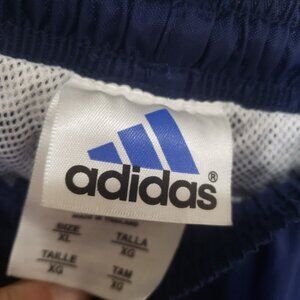 adidas®
MADE IN THAILAND
SIZE TALLA
XL XG
TAILLE TAM
XG XG